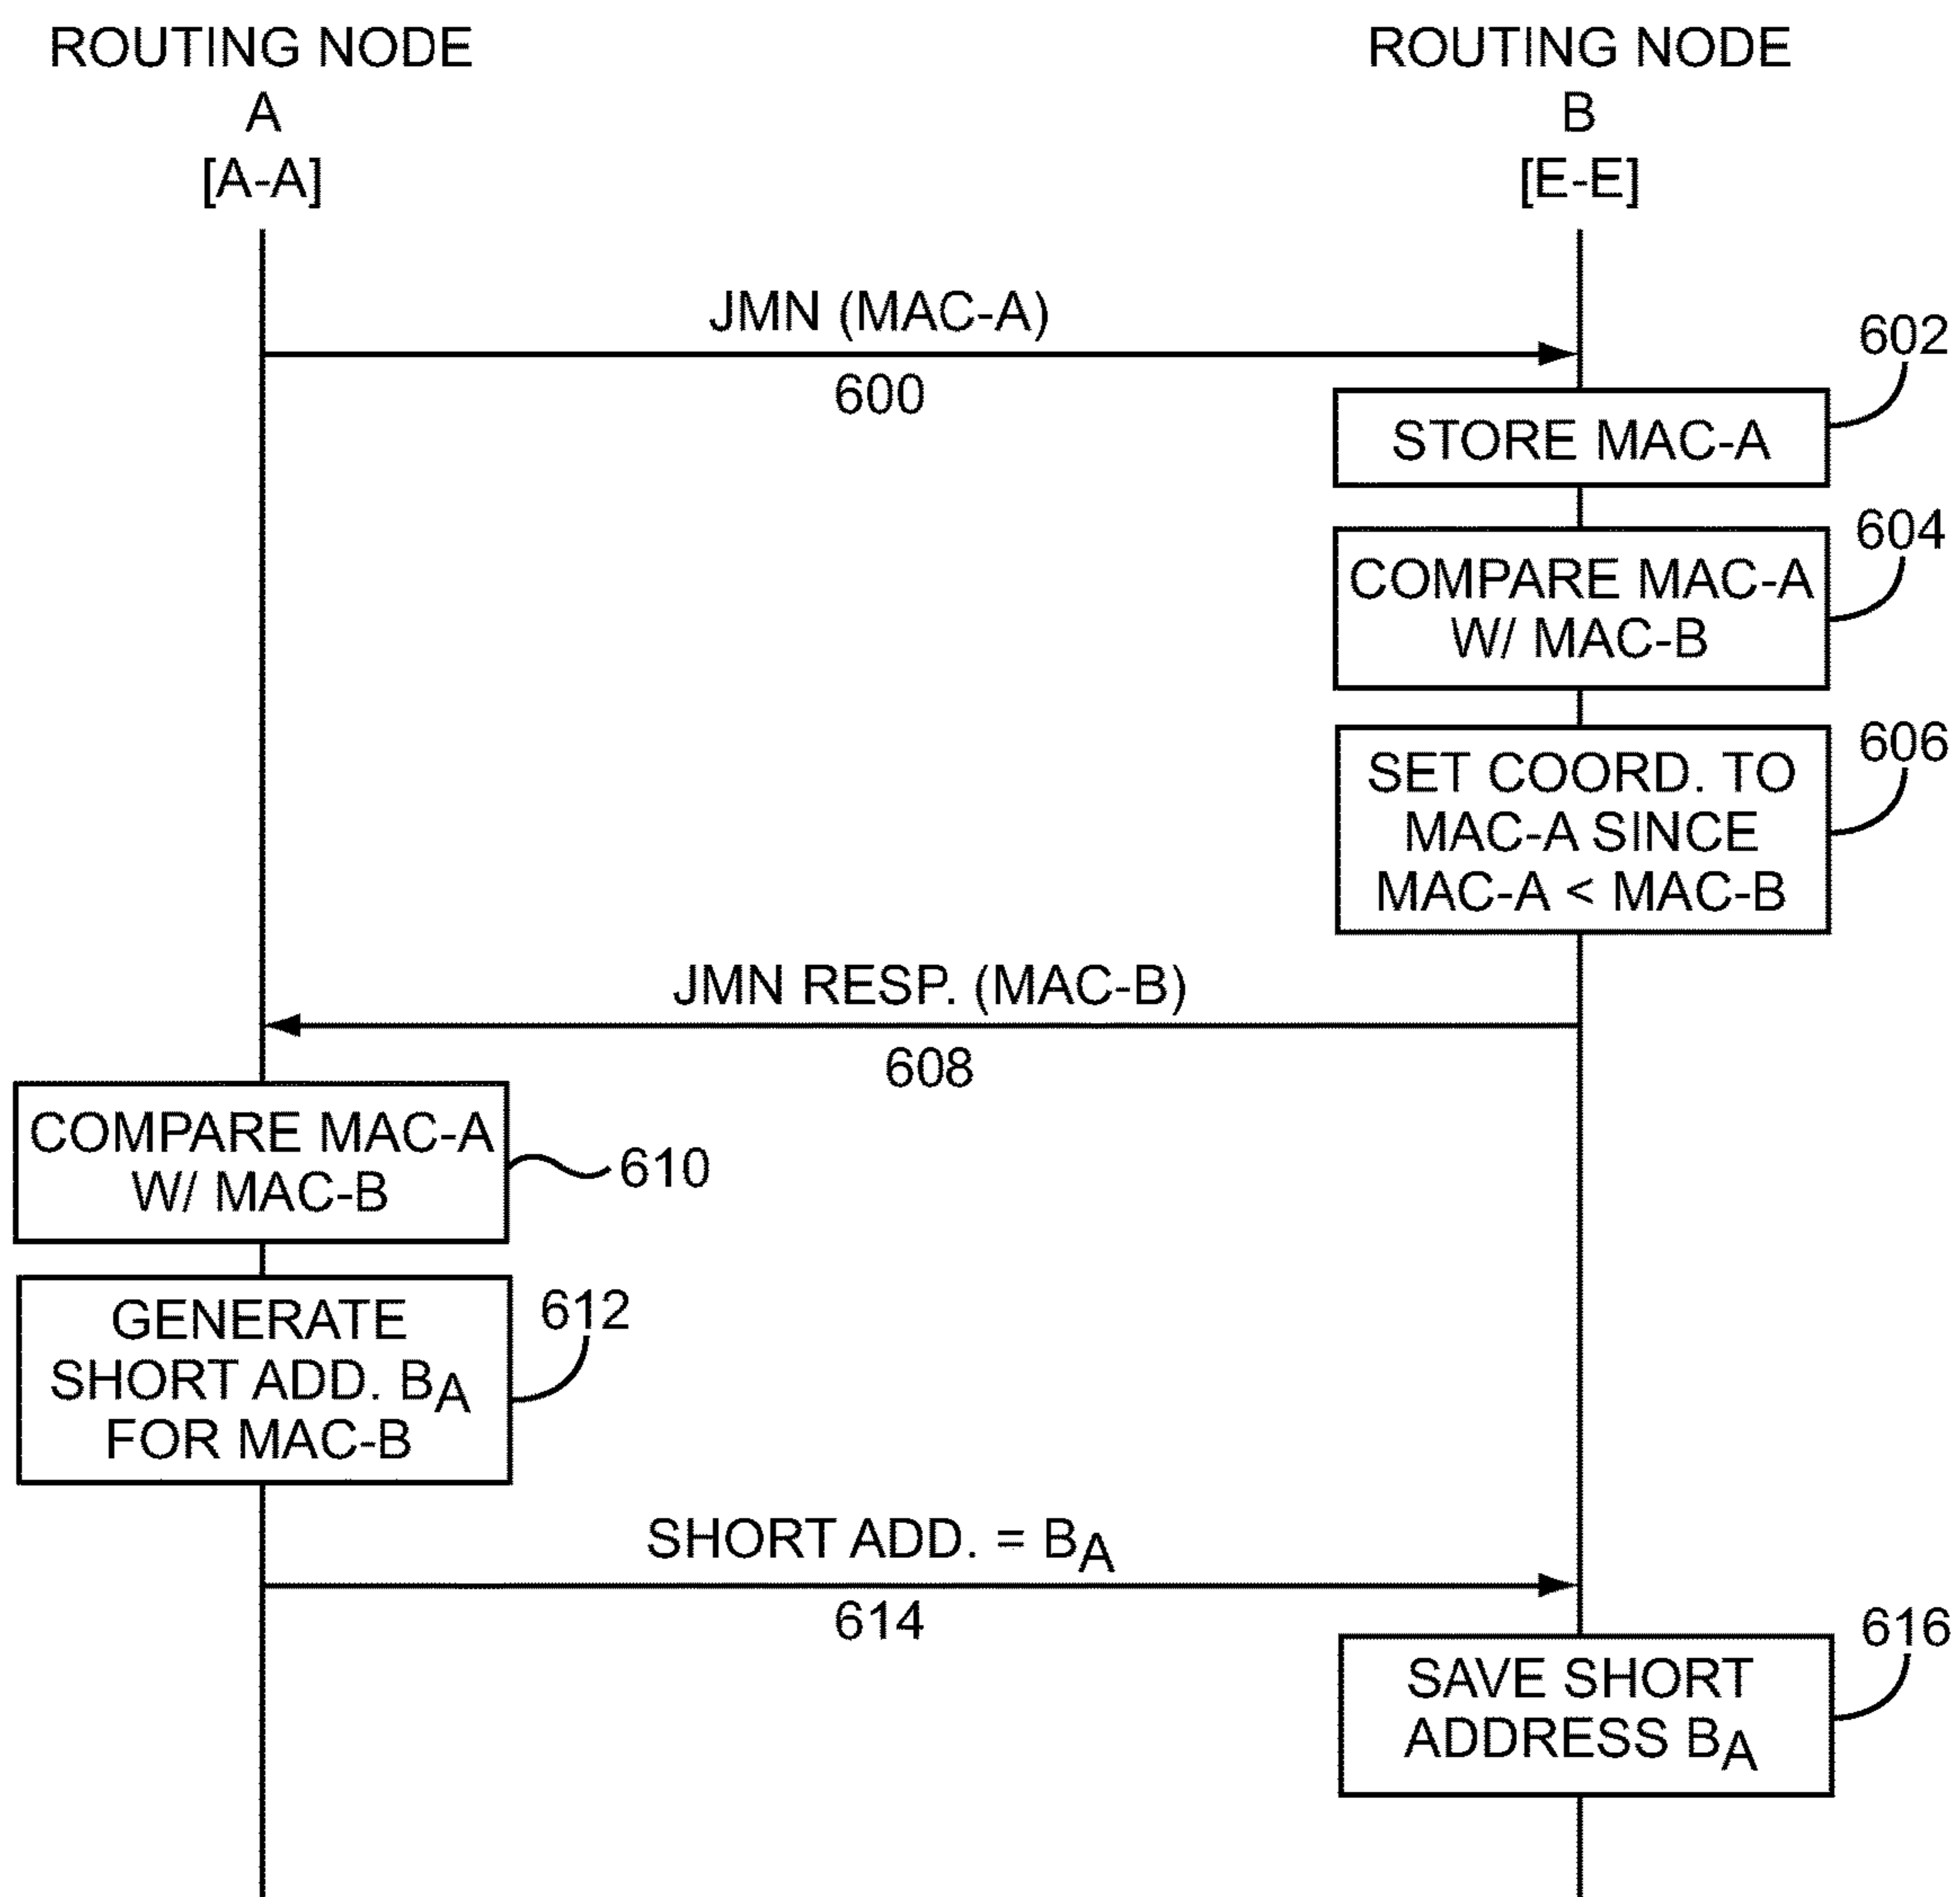 ROUTING NODE
A
[A-A]
ROUTING NODE
B
[E-E]
JMN (MAC-A)
600
602
STORE MAC-A
604
COMPARE MAC-A
W/ MAC-B
606
SET COORD. TO
MAC-A SINCE
MAC-A < MAC-B
JMN RESP. (MAC-B)
608
COMPARE MAC-A
W/ MAC-B
610
GENERATE
SHORT ADD. BA
FOR MAC-B
612
SHORT ADD. = BA
614
616
SAVE SHORT
ADDRESS BA